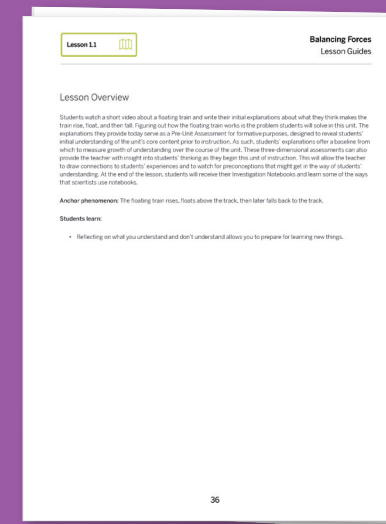 Lesson 1.1
Balancing Forces
Lesson Guides
Lesson Overview
Students watch a short video about a floating train and write their initial explanations about what they think makes the
train rise, float, and then fall. Figuring out how the floating train works is the problem students will solve in this unit. The
explanations they provide today serve as a Pre-Unit Assessment for formative purposes, designed to reveal students'
initial understanding of the unit's core content prior to instruction. As such, students' explanations offer a baseline from
which to measure growth of understanding over the course of the unit. These three-dimensional assessments can also
provide the teacher with insight into students' thinking as they begin this unit of instruction. This will allow the teacher
to draw connections to students' experiences and to watch for preconceptions that might get in the way of students'
understanding. At the end of the lesson, students will receive their Investigation Notebooks and learn some of the ways
that scientists use notebooks.
Anchor phenomenon: The floating train rises, floats above the track, then later falls back to the track.
Students learn:
• Reflecting on what you understand and don't understand allows you to prepare for learning new things.
36